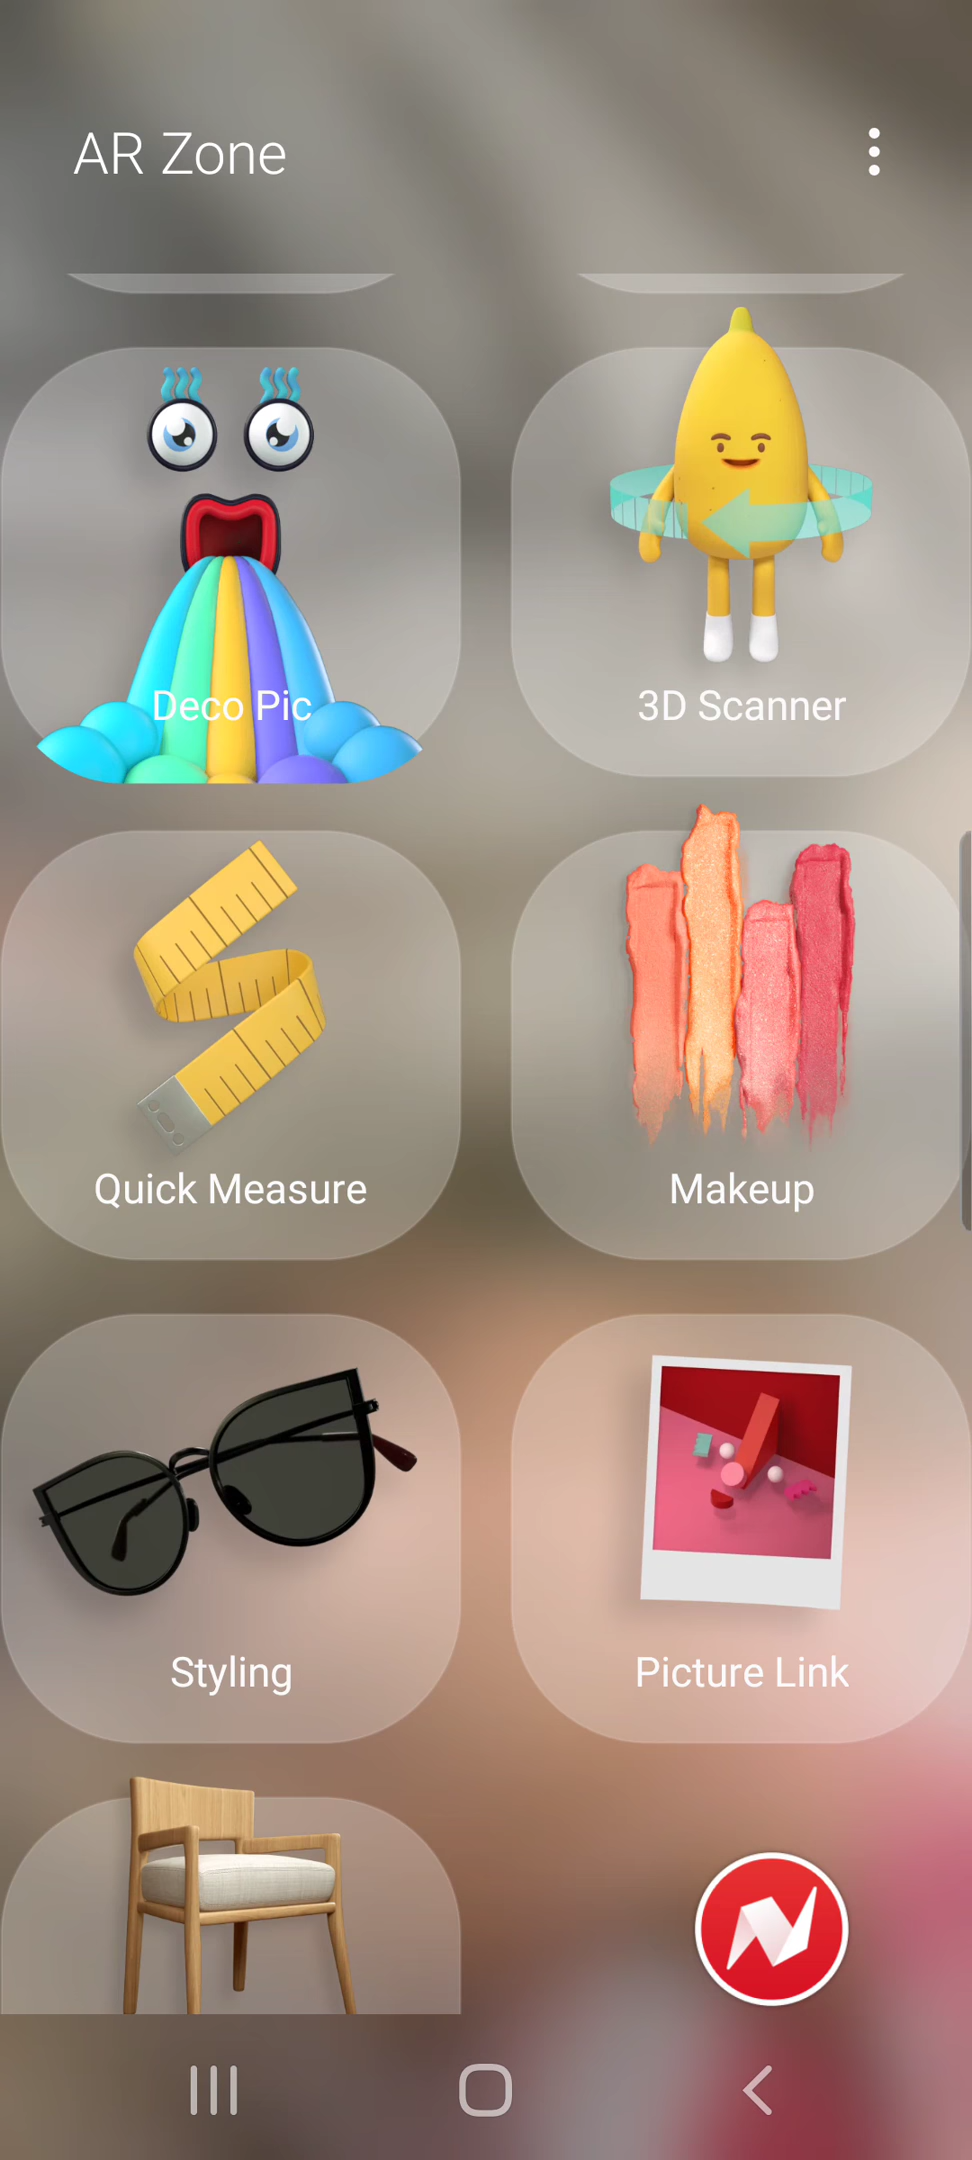 AR Zone
Deco Pic
3D Scanner
Quick Measure
Makeup
Styling
Picture Link